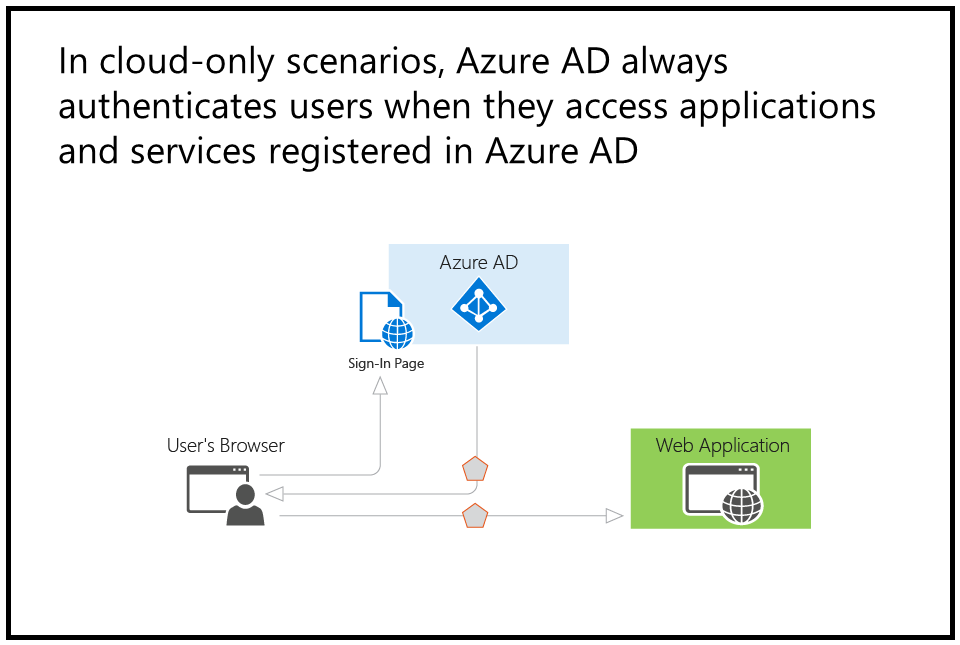 In cloud-only scenarios, Azure AD always
authenticates users when they access applications
and services registered in Azure AD
Azure AD
Sign-In Page
User's Browser
Web Application